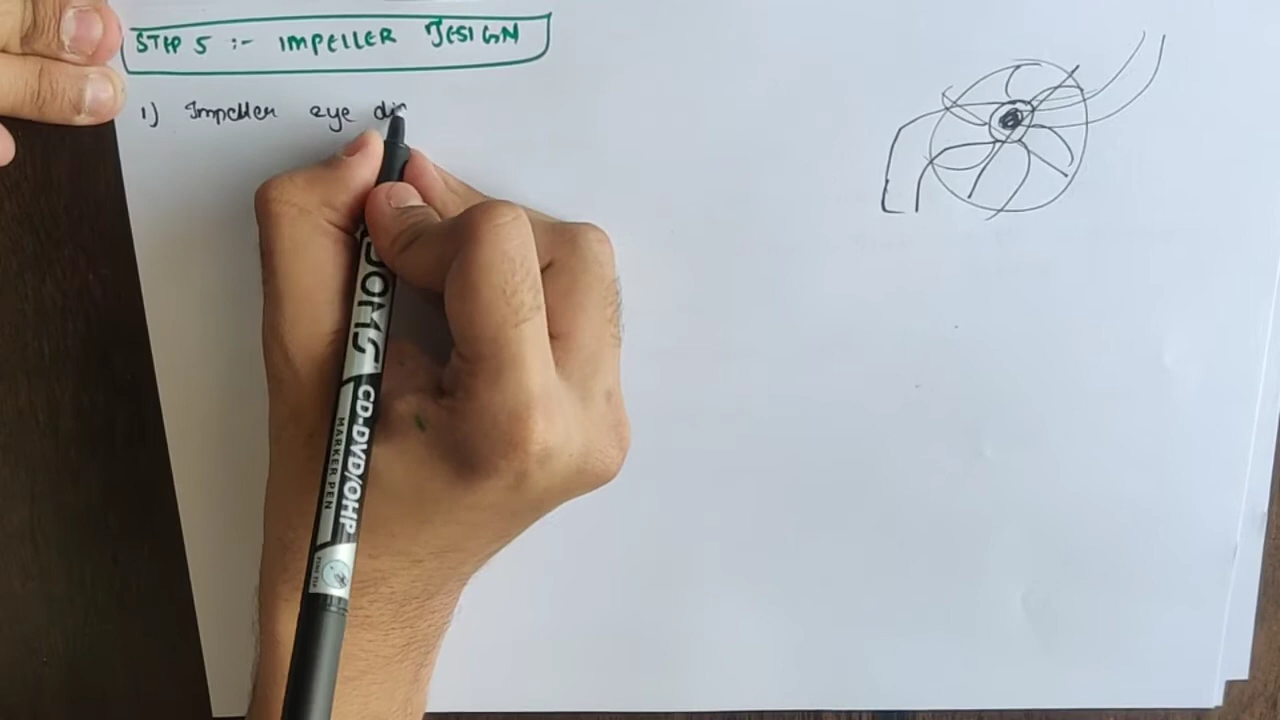 STEP 5 :- IMPELLER DESIGN
1) Impeller eye di
DOMS CD-DVD/OHP
MARKER PEN